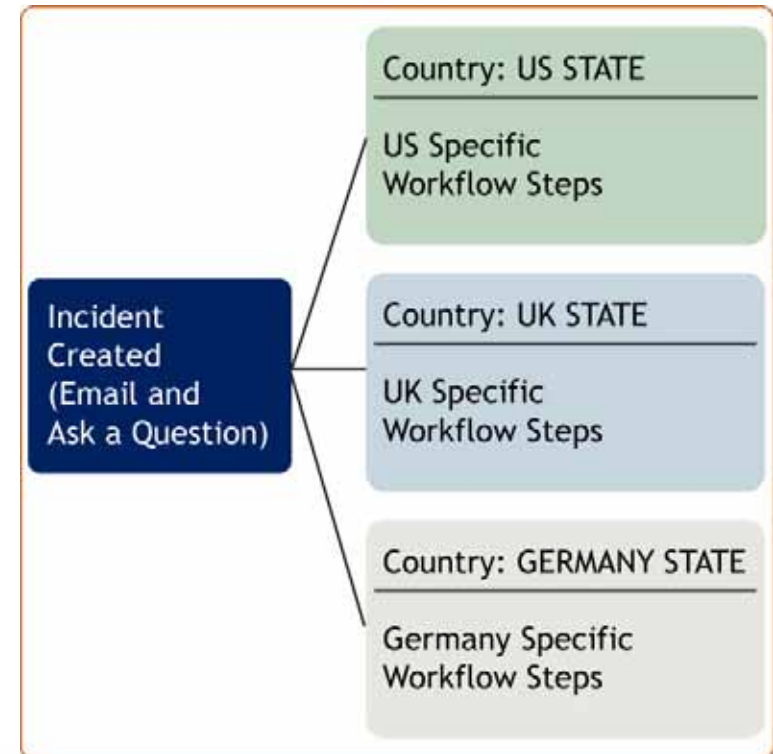 Country: US STATE
US Specific
Workflow Steps
Incident
Created
(Email and
Ask a Question)
Country: UK STATE
UK Specific
Workflow Steps
Country: GERMANY STATE
Germany Specific
Workflow Steps